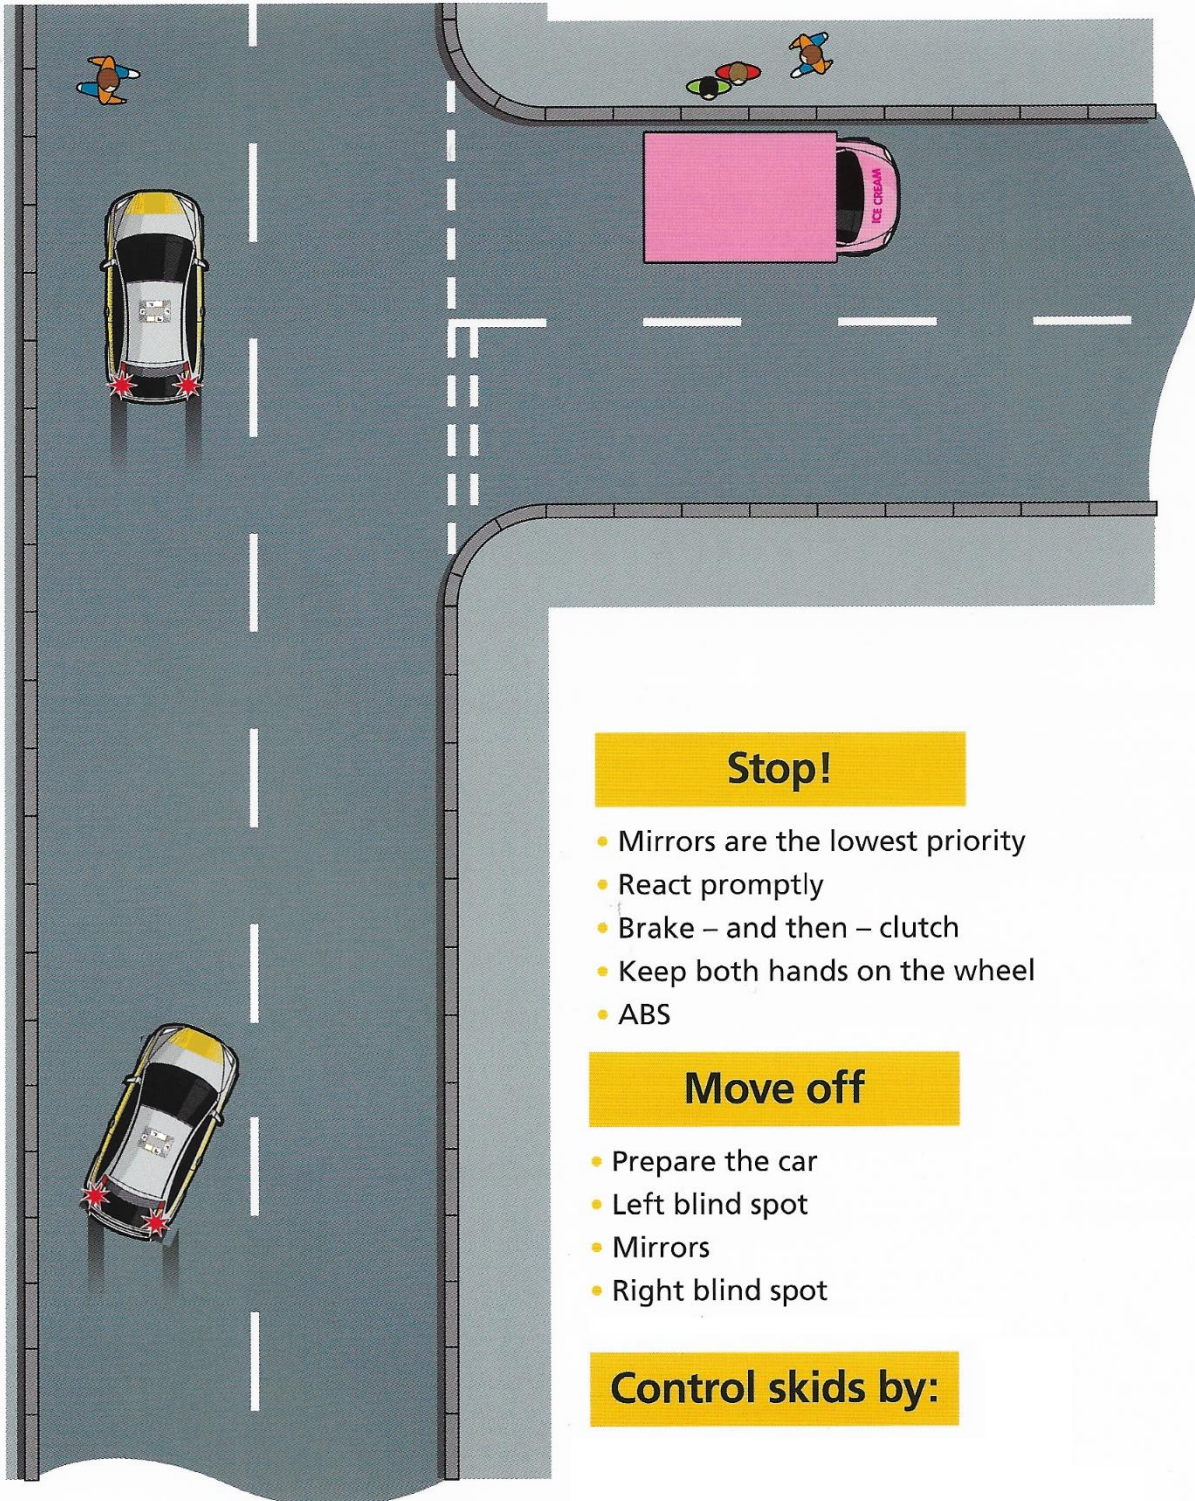 ICE CREAM
Stop!
• Mirrors are the lowest priority
• React promptly
• Brake – and then – clutch
• Keep both hands on the wheel
• ABS
Move off
• Prepare the car
• Left blind spot
• Mirrors
• Right blind spot
Control skids by: